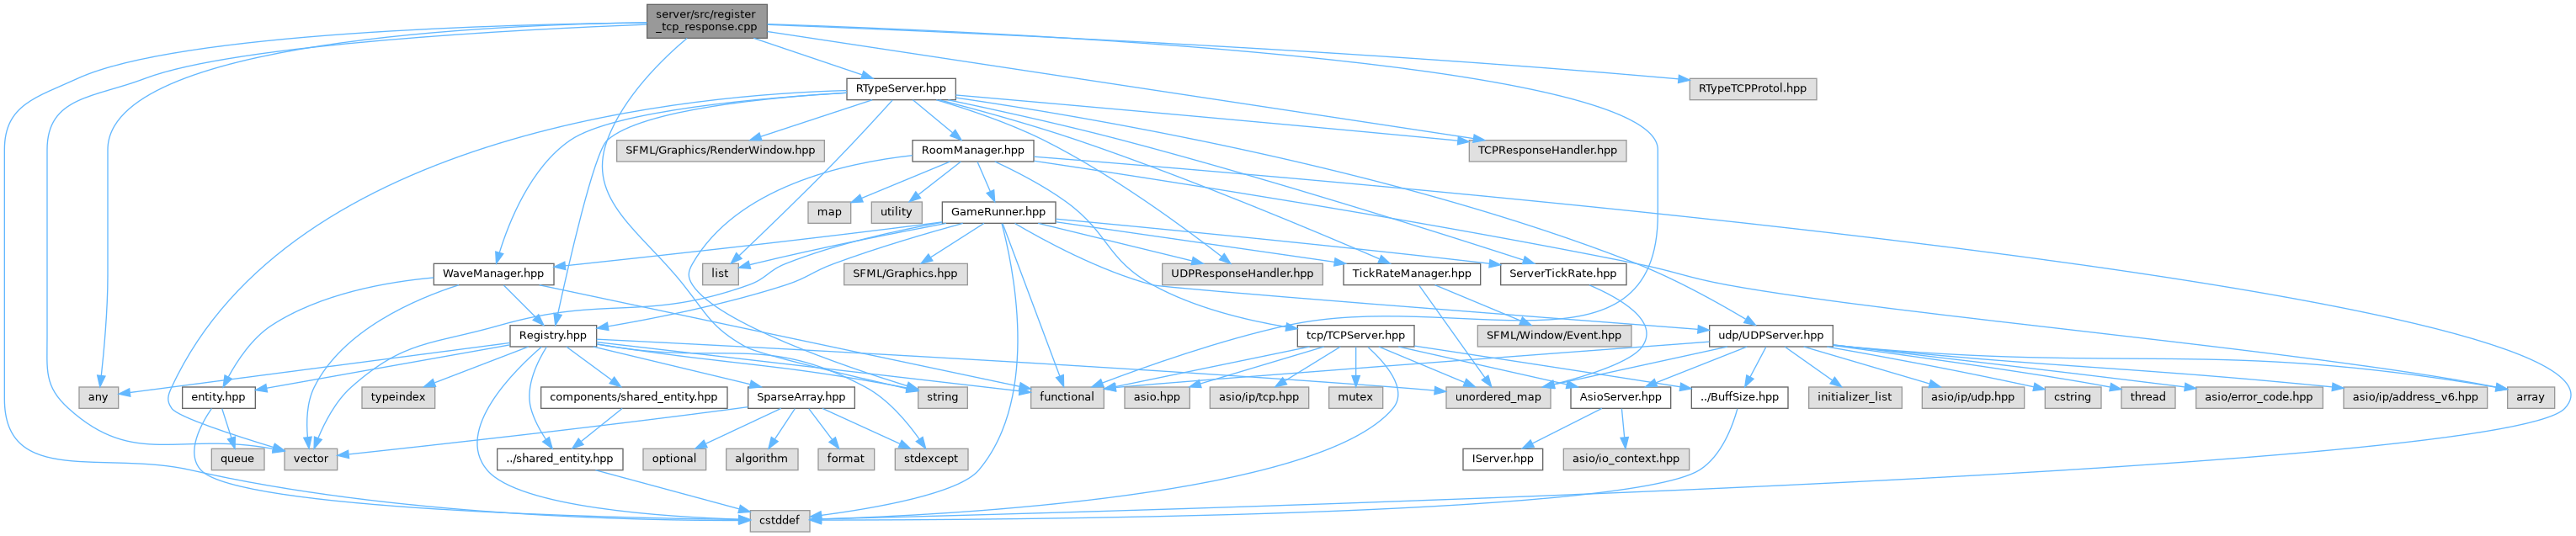 server/src/register
_tcp_response.cpp
RTypeServer.hpp
RTypeTCPProtol.hpp
SFML/Graphics/RenderWindow.hpp
RoomManager.hpp
TCPResponseHandler.hpp
map
utility
GameRunner.hpp
WaveManager.hpp
list
SFML/Graphics.hpp
UDPResponseHandler.hpp
TickRateManager.hpp
ServerTickRate.hpp
Registry.hpp
tcp/TCPServer.hpp
SFML/Window/Event.hpp
udp/UDPServer.hpp
any
entity.hpp
typeindex
components/shared_entity.hpp
SparseArray.hpp
string
functional
asio.hpp
asio/ip/tcp.hpp
mutex
unordered_map
AsioServer.hpp
../BuffSize.hpp
initializer_list
asio/ip/udp.hpp
cstring
thread
asio/error_code.hpp
asio/ip/address_v6.hpp
array
queue
vector
../shared_entity.hpp
optional
algorithm
format
stdexcept
IServer.hpp
asio/io_context.hpp
cstddef